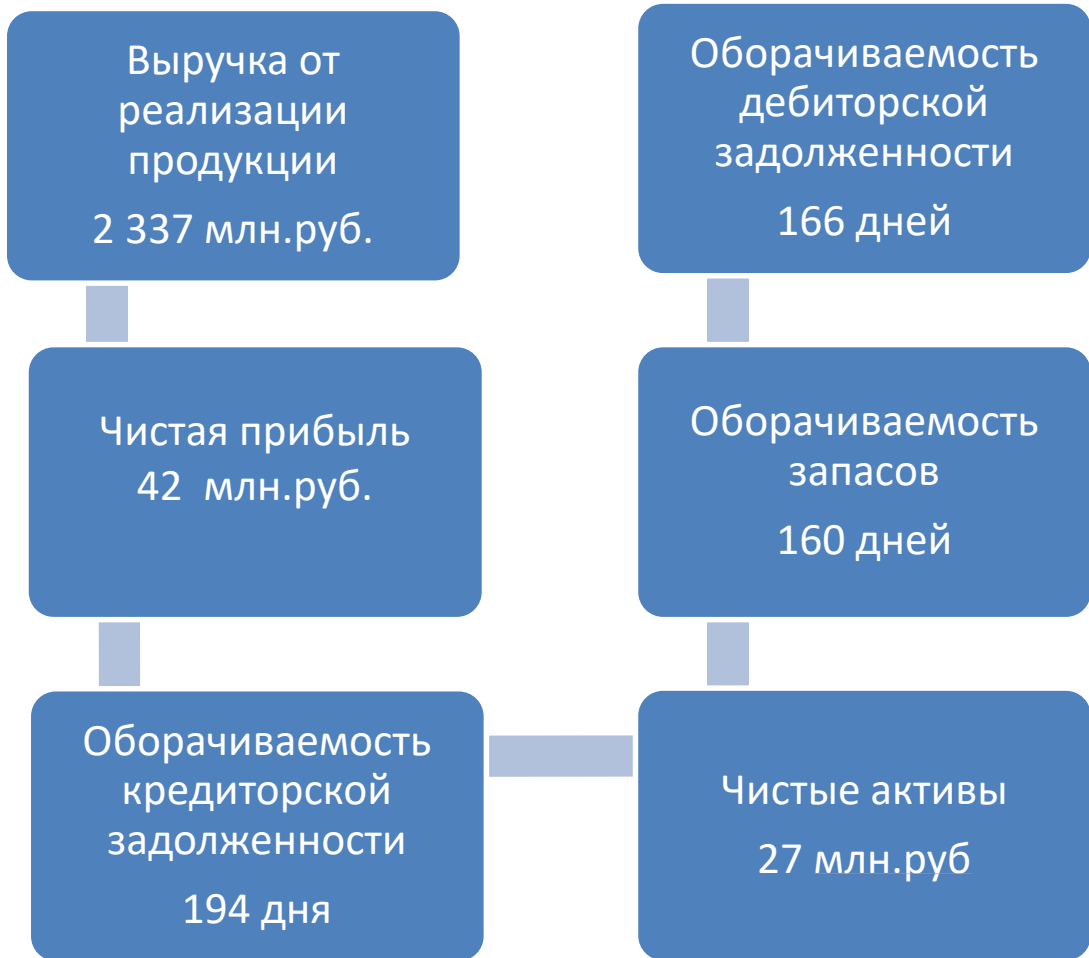 Выручка от
реализации
продукции
2 337 млн.руб.
Чистая прибыль
42 млн.руб.
Оборачиваемость
кредиторской
задолженности
194 дня
Чистые активы
27 млн.руб
Оборачиваемость
запасов
160 дней
Оборачиваемость
дебиторской
задолженности
166 дней